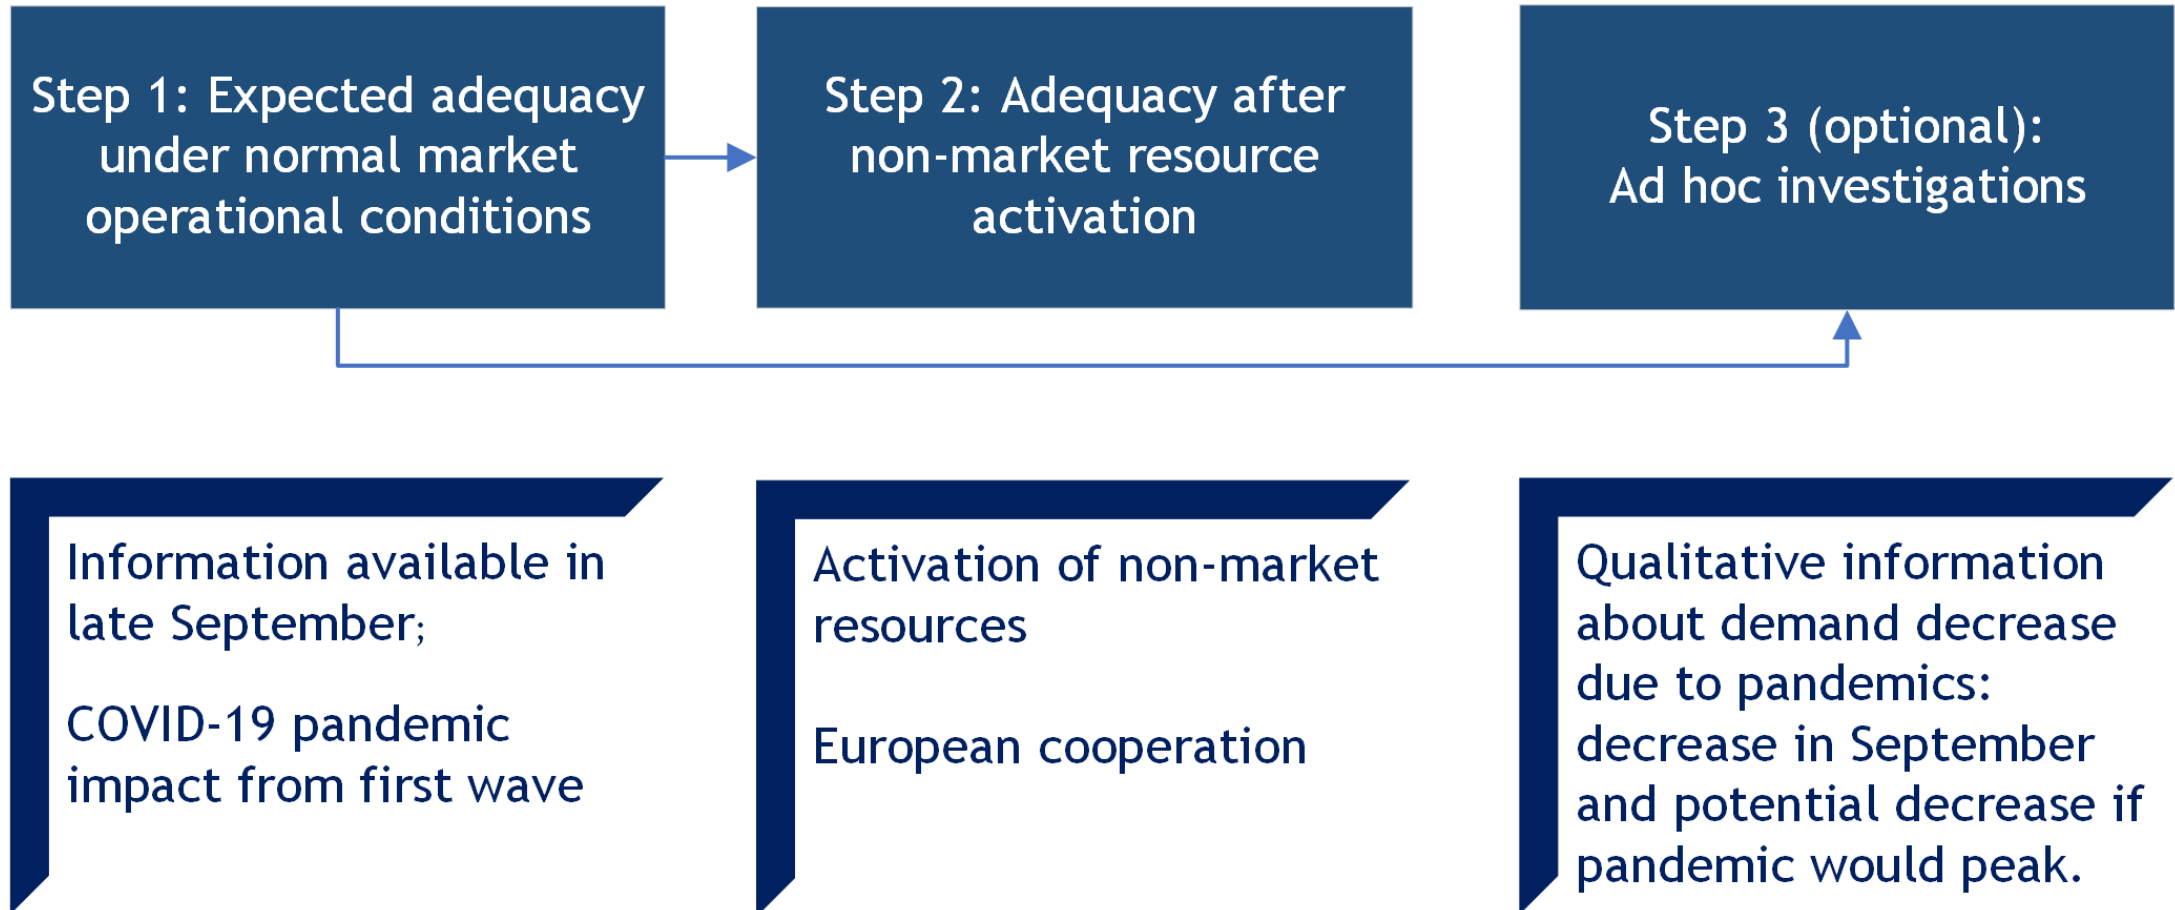 Step 1: Expected adequacy
under normal market
operational conditions
Step 2: Adequacy after
non-market resource
activation
Step 3 (optional):
Ad hoc investigations
Information available in
late September;
COVID-19 pandemic
impact from first wave
Activation of non-market
resources
European cooperation
Qualitative information
about demand decrease
due to pandemics:
decrease in September
and potential decrease if
pandemic would peak.